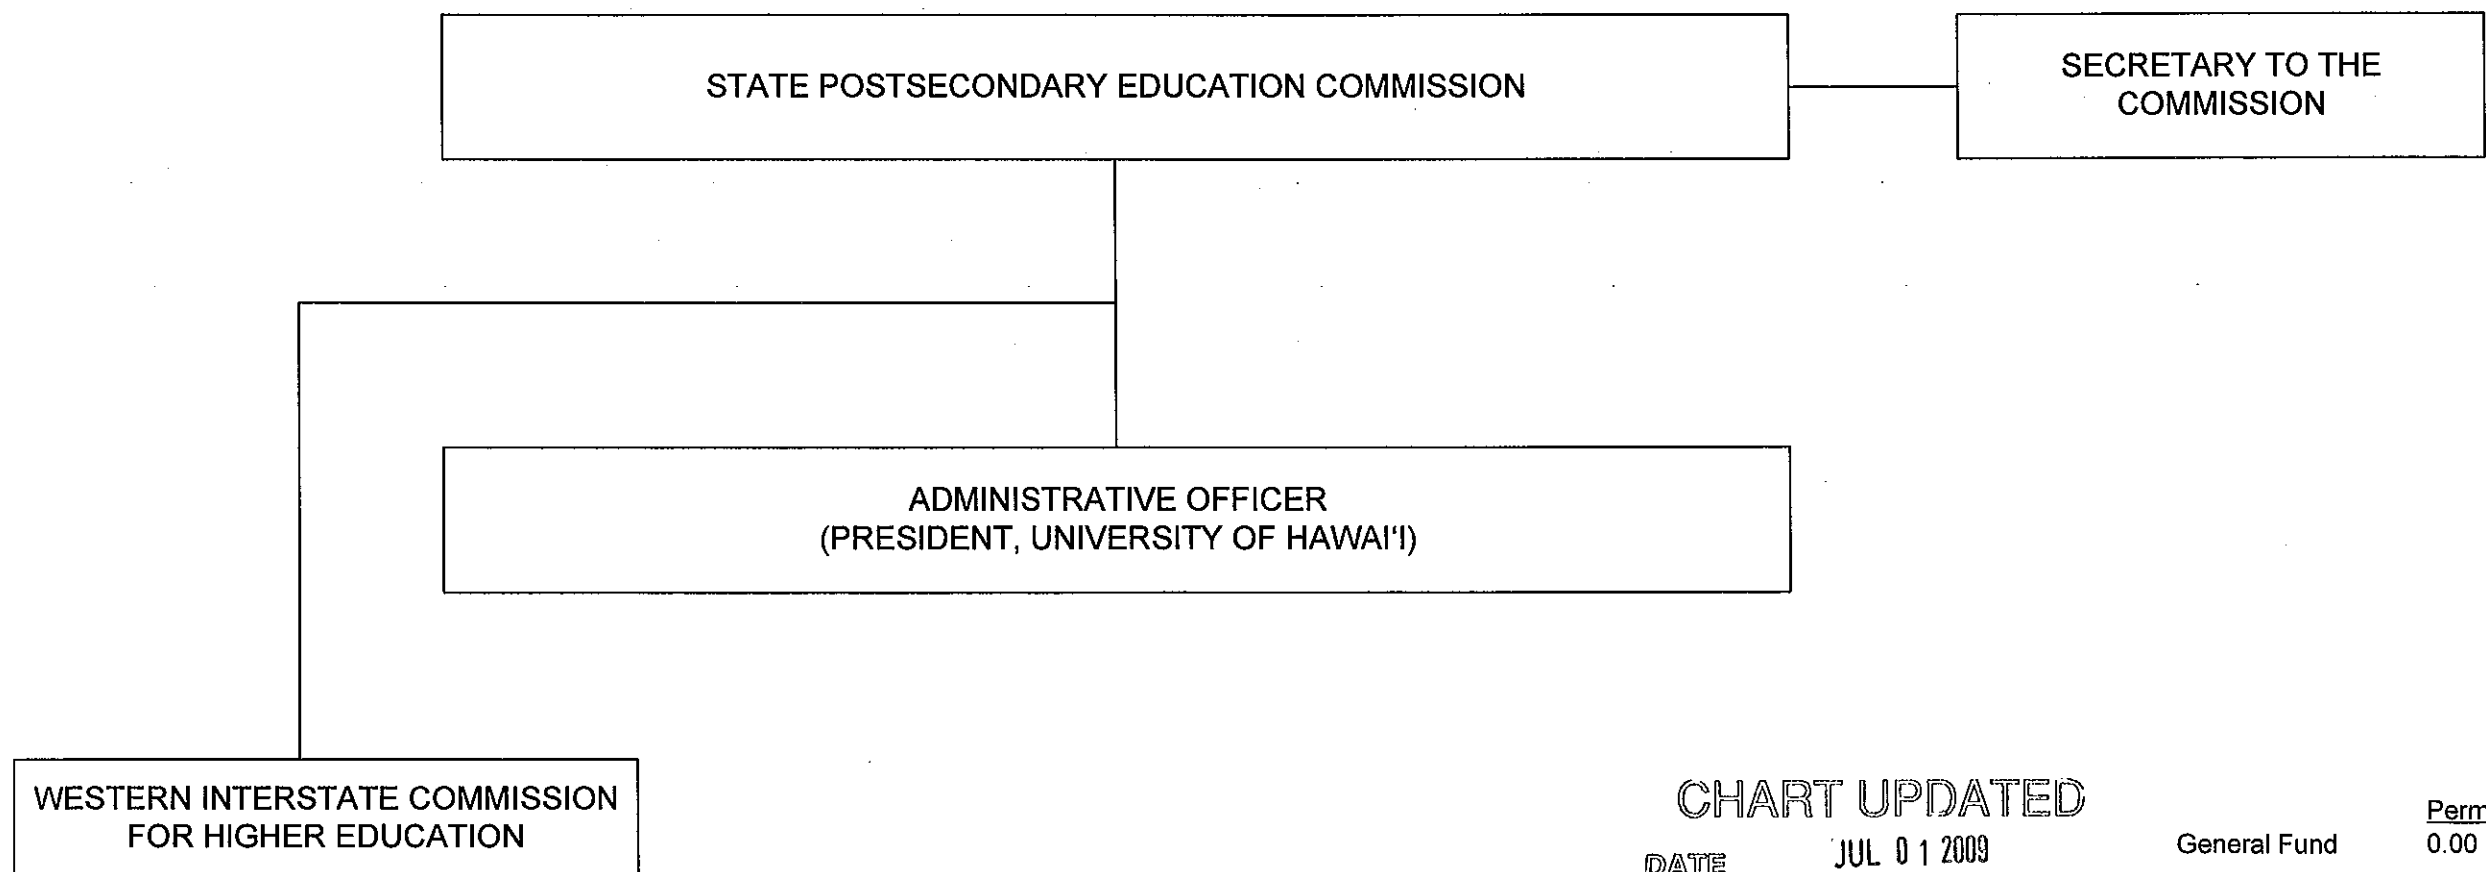 STATE POSTSECONDARY EDUCATION COMMISSION
SECRETARY TO THE
COMMISSION
ADMINISTRATIVE OFFICER
(PRESIDENT, UNIVERSITY OF HAWAI‘I)
WESTERN INTERSTATE COMMISSION
FOR HIGHER EDUCATION
CHART UPDATED
DATE JUL 0 1 2009
Perm
General Fund 0.00